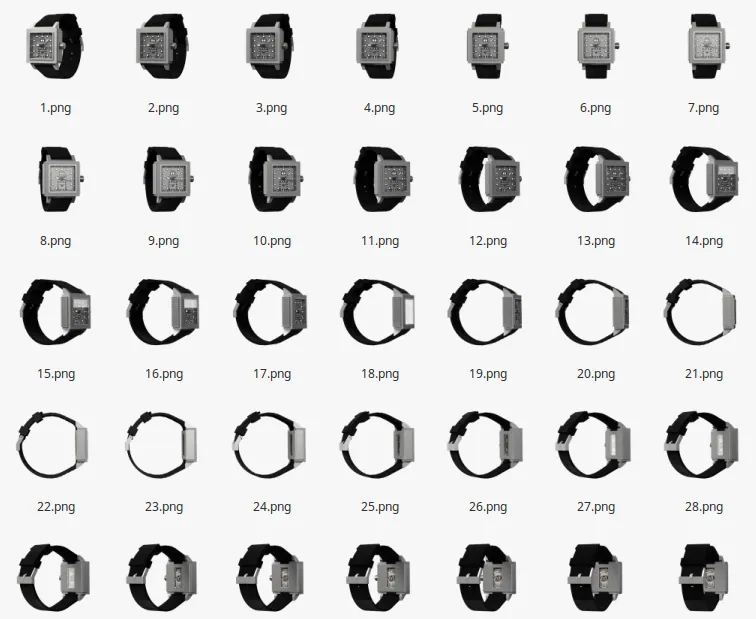 1.png 2.png 3.png 4.png 5.png 6.png 7.png
8.png 9.png 10.png 11.png 12.png 13.png 14.png
15.png 16.png 17.png 18.png 19.png 20.png 21.png
22.png 23.png 24.png 25.png 26.png 27.png 28.png